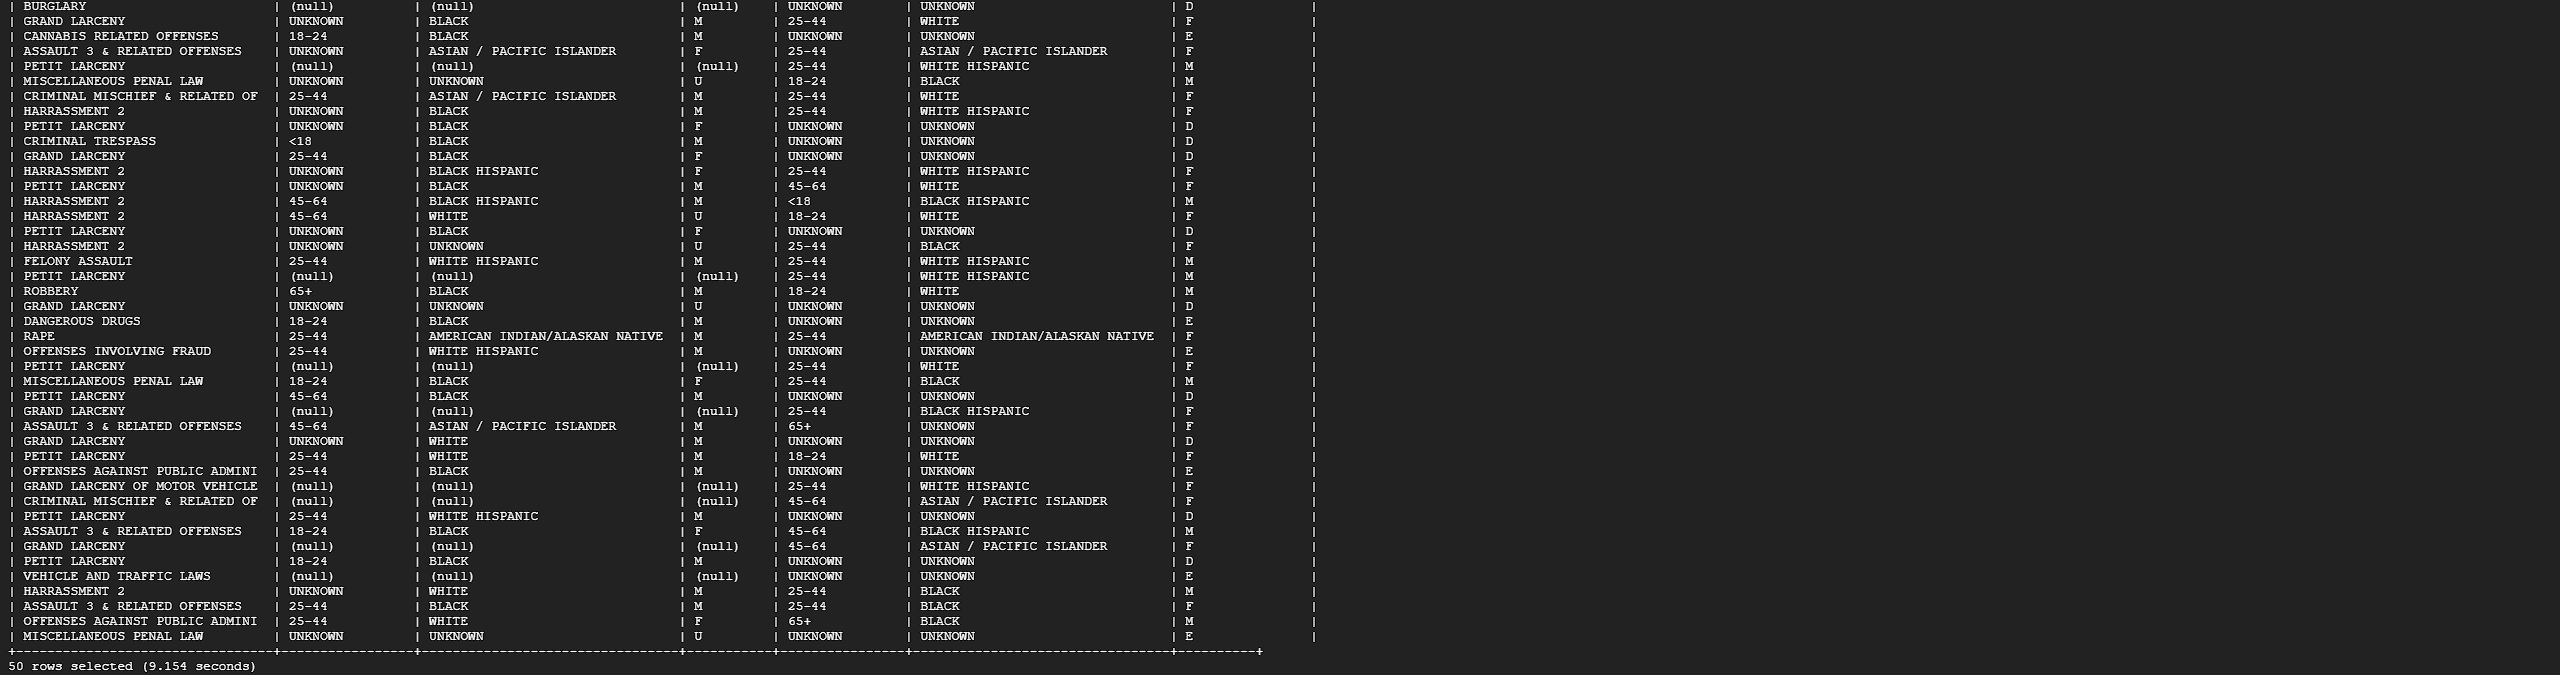 | BURGLARY | (null) | (null) | (null) | UNKNOWN | UNKNOWN | D |
| GRAND LARCENY | UNKNOWN | BLACK | M | 25-44 | WHITE | F |
| CANNABIS RELATED OFFENSES | 18-24 | BLACK | M | UNKNOWN | UNKNOWN | E |
| ASSAULT 3 & RELATED OFFENSES | UNKNOWN | ASIAN / PACIFIC ISLANDER | F | 25-44 | ASIAN / PACIFIC ISLANDER | F |
| PETIT LARCENY | (null) | (null) | (null) | 25-44 | WHITE HISPANIC | M |
| MISCELLANEOUS PENAL LAW | UNKNOWN | UNKNOWN | U | 18-24 | BLACK | M |
| CRIMINAL MISCHIEF & RELATED OF | 25-44 | ASIAN / PACIFIC ISLANDER | M | 25-44 | WHITE | F |
| HARRASSMENT 2 | UNKNOWN | BLACK | M | 25-44 | WHITE HISPANIC | F |
| PETIT LARCENY | UNKNOWN | BLACK | F | UNKNOWN | UNKNOWN | D |
| CRIMINAL TRESPASS | <18 | BLACK | M | UNKNOWN | UNKNOWN | D |
| GRAND LARCENY | 25-44 | BLACK | F | UNKNOWN | UNKNOWN | D |
| HARRASSMENT 2 | UNKNOWN | BLACK HISPANIC | F | 25-44 | WHITE HISPANIC | F |
| PETIT LARCENY | UNKNOWN | BLACK | M | 45-64 | WHITE | F |
| HARRASSMENT 2 | 45-64 | BLACK HISPANIC | M | <18 | BLACK HISPANIC | M |
| HARRASSMENT 2 | 45-64 | WHITE | U | 18-24 | WHITE | F |
| PETIT LARCENY | UNKNOWN | BLACK | F | UNKNOWN | UNKNOWN | D |
| HARRASSMENT 2 | UNKNOWN | UNKNOWN | U | 25-44 | BLACK | F |
| FELONY ASSAULT | 25-44 | WHITE HISPANIC | M | 25-44 | WHITE HISPANIC | M |
| PETIT LARCENY | (null) | (null) | (null) | 25-44 | WHITE HISPANIC | M |
| ROBBERY | 65+ | BLACK | M | 18-24 | WHITE | M |
| GRAND LARCENY | UNKNOWN | UNKNOWN | U | UNKNOWN | UNKNOWN | D |
| DANGEROUS DRUGS | 18-24 | BLACK | M | UNKNOWN | UNKNOWN | E |
| RAPE | 25-44 | AMERICAN INDIAN/ALASKAN NATIVE | M | 25-44 | AMERICAN INDIAN/ALASKAN NATIVE | F |
| OFFENSES INVOLVING FRAUD | 25-44 | WHITE HISPANIC | M | UNKNOWN | UNKNOWN | E |
| PETIT LARCENY | (null) | (null) | (null) | 25-44 | WHITE | F |
| MISCELLANEOUS PENAL LAW | 18-24 | BLACK | F | 25-44 | BLACK | M |
| PETIT LARCENY | 45-64 | BLACK | M | UNKNOWN | UNKNOWN | D |
| GRAND LARCENY | (null) | (null) | (null) | 25-44 | BLACK HISPANIC | F |
| ASSAULT 3 & RELATED OFFENSES | 45-64 | ASIAN / PACIFIC ISLANDER | M | 65+ | UNKNOWN | F |
| GRAND LARCENY | UNKNOWN | WHITE | M | UNKNOWN | UNKNOWN | D |
| PETIT LARCENY | 25-44 | WHITE | M | 18-24 | WHITE | F |
| OFFENSES AGAINST PUBLIC ADMINI | 25-44 | BLACK | M | UNKNOWN | UNKNOWN | E |
| GRAND LARCENY OF MOTOR VEHICLE | (null) | (null) | (null) | 25-44 | WHITE HISPANIC | F |
| CRIMINAL MISCHIEF & RELATED OF | (null) | (null) | (null) | 45-64 | ASIAN / PACIFIC ISLANDER | F |
| PETIT LARCENY | 25-44 | WHITE HISPANIC | M | UNKNOWN | UNKNOWN | D |
| ASSAULT 3 & RELATED OFFENSES | 18-24 | BLACK | F | 45-64 | BLACK HISPANIC | M |
| GRAND LARCENY | (null) | (null) | (null) | 45-64 | ASIAN / PACIFIC ISLANDER | F |
| PETIT LARCENY | 18-24 | BLACK | M | UNKNOWN | UNKNOWN | D |
| VEHICLE AND TRAFFIC LAWS | (null) | (null) | (null) | UNKNOWN | UNKNOWN | E |
| HARRASSMENT 2 | UNKNOWN | WHITE | M | 25-44 | BLACK | M |
| ASSAULT 3 & RELATED OFFENSES | 25-44 | BLACK | M | 25-44 | BLACK | F |
| OFFENSES AGAINST PUBLIC ADMINI | 25-44 | WHITE | F | 65+ | BLACK | M |
| MISCELLANEOUS PENAL LAW | UNKNOWN | UNKNOWN | U | UNKNOWN | UNKNOWN | E |
+---------------------------------+-----------------+---------------------------------+-----------+----------------+---------------------------------+----------+
50 rows selected (9.154 seconds)